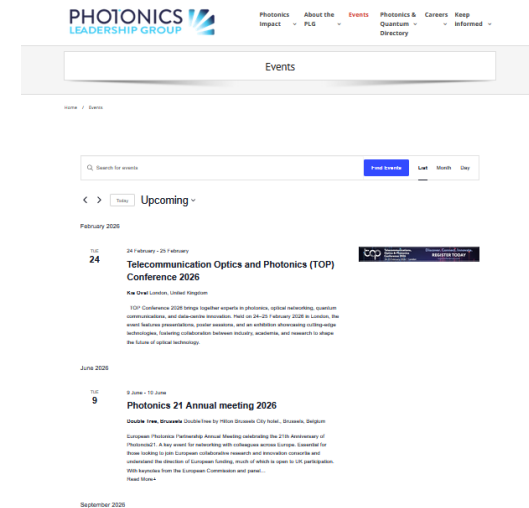 PHOTONICS
LEADERSHIP GROUP
Photonics Impact
About the PLG
Events
Photonics & Quantum Directory
Careers
Keep Informed
Events
Home / Events
Search for events
Find Events
List
Month
Day
Today
Upcoming
February 2026
TUE
24
24 February - 25 February
Telecommunication Optics and Photonics (TOP)
Conference 2026
Kia Oval London, United Kingdom
TOP Conference 2026 brings together experts in photonics, optical networking, quantum
communications, and data-centre innovation. Held on 24–25 February 2026 in London, the
event features presentations, poster sessions, and an exhibition showcasing cutting-edge
technologies, fostering collaboration between industry, academia, and research to shape
the future of optical technology.
top
REGISTER TODAY
June 2026
TUE
9
9 June - 10 June
Photonics 21 Annual meeting 2026
Double Tree, Brussels DoubleTree by Hilton Brussels City hotel., Brussels, Belgium
European Photonics Partnership Annual Meeting celebrating the 21th Anniversary of
Photonics21. A key event for networking with colleagues across Europe. Essential for
those looking to join European collaborative research and innovation consortia and
understand the direction of European funding, much of which is open to UK participation.
With keynotes from the European Commission and panel...
Read More+
September 2026